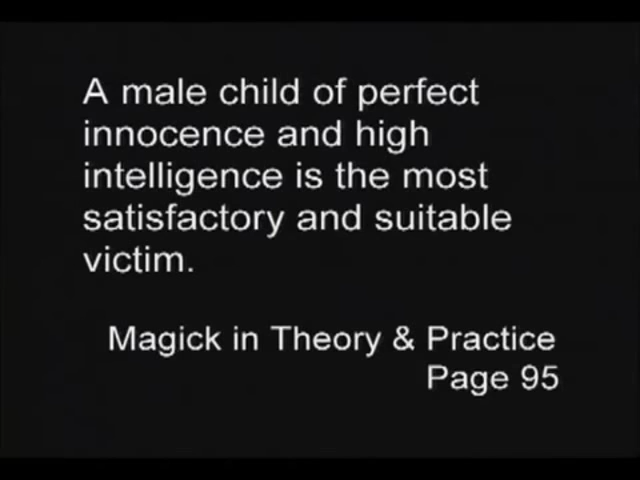 A male child of perfect
innocence and high
intelligence is the most
satisfactory and suitable
victim.
Magick in Theory & Practice
Page 95